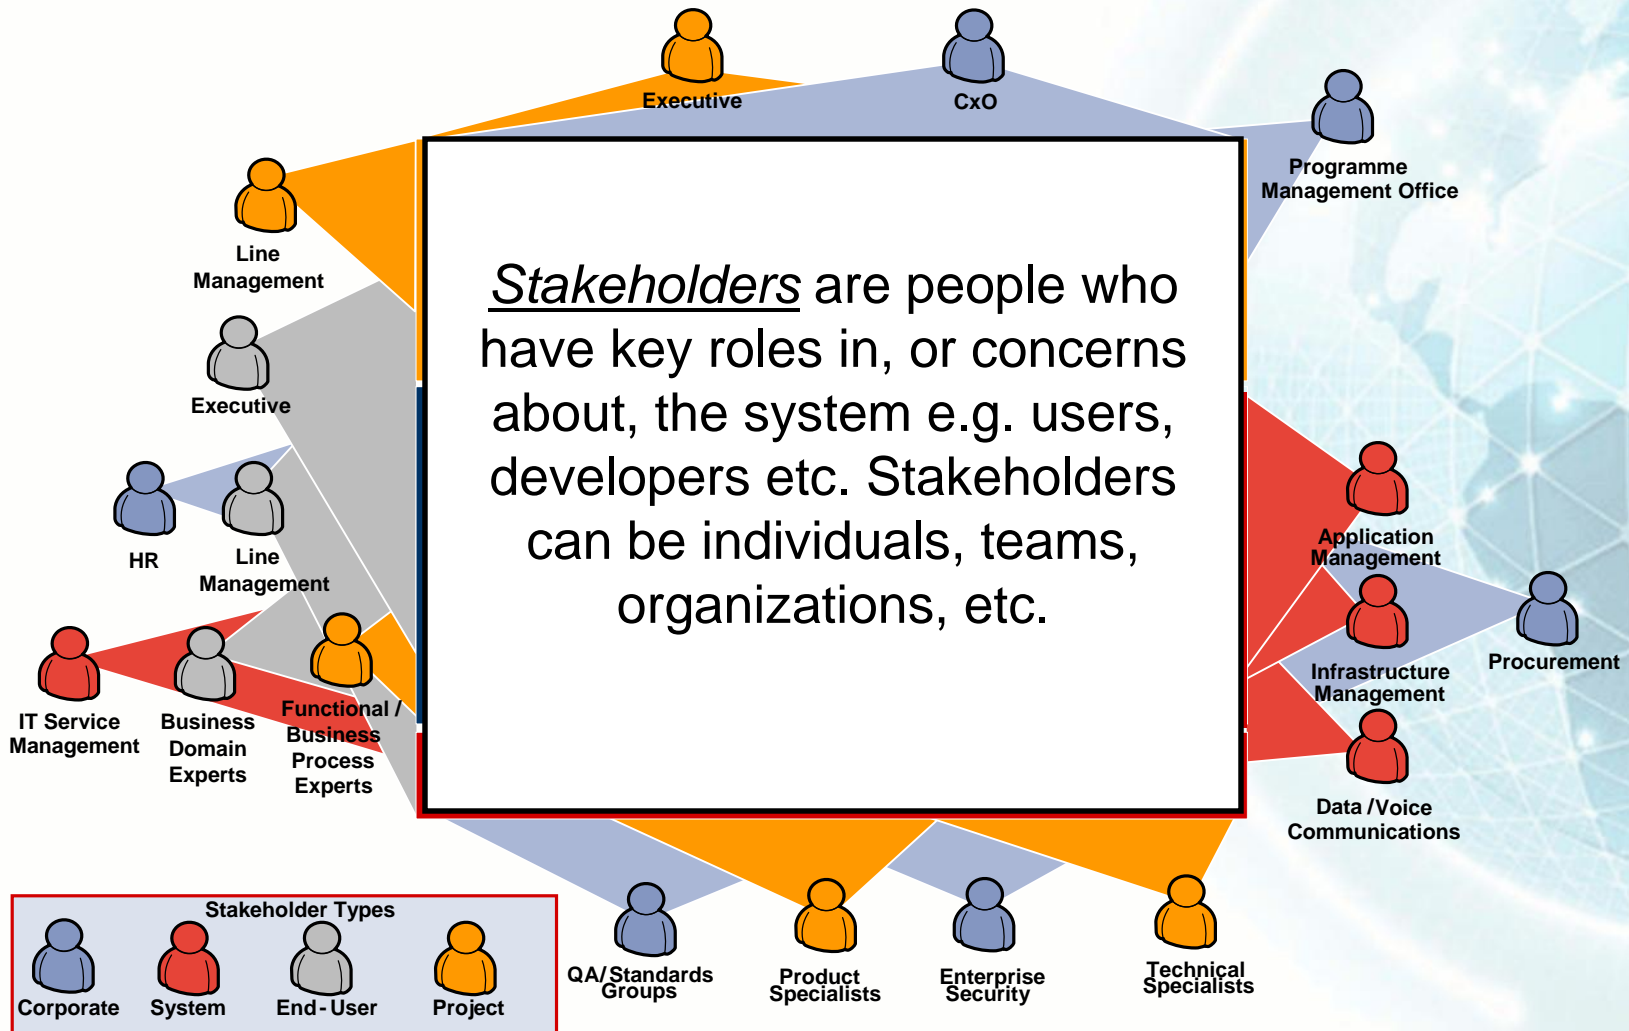 Executive
CxO
Programme
Management Office
Line
Management
Stakeholders are people who
have key roles in, or concerns
about, the system e.g. users,
developers etc. Stakeholders
can be individuals, teams,
organizations, etc.
Executive
HR
Line
Management
Application
Management
IT Service
Management
Business
Domain
Experts
Functional /
Business
Process
Experts
Infrastructure
Management
Procurement
Data / Voice
Communications
Stakeholder Types
Corporate
System
End - User
Project
QA/ Standards
Groups
Product
Specialists
Enterprise
Security
Technical
Specialists